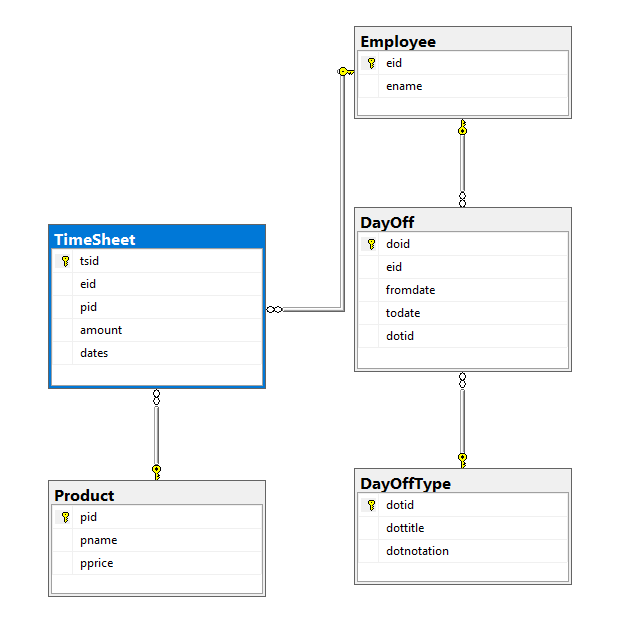 Employee
eid
ename
DayOff
doid
eid
fromdate
todate
dotid
TimeSheet
tsid
eid
pid
amount
dates
Product
pid
pname
pprice
DayOffType
dotid
dottitle
dotnotation